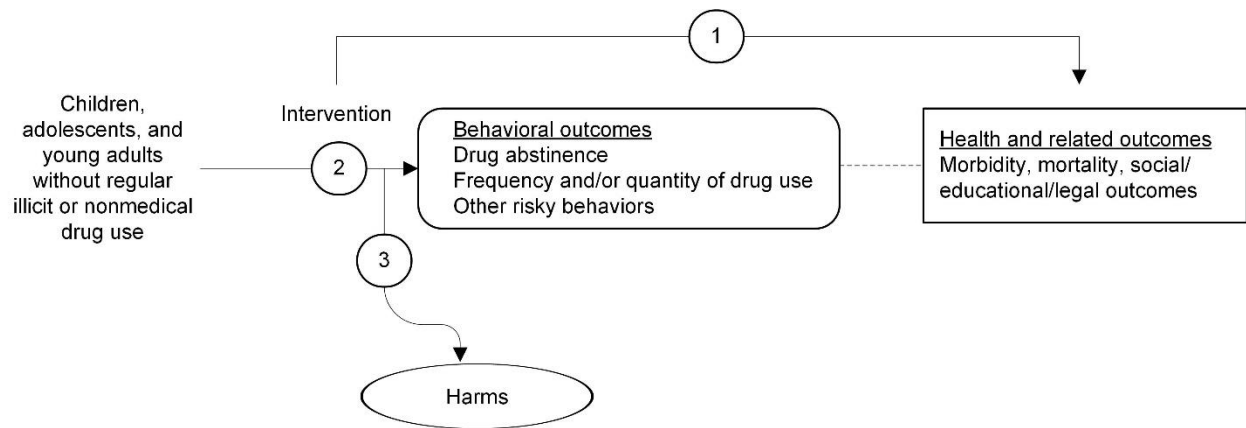 1
Children,
adolescents, and
young adults
without regular
illicit or nonmedical
drug use
Intervention
2
3
Behavioral outcomes
Drug abstinence
Frequency and/or quantity of drug use
Other risky behaviors
Health and related outcomes
Morbidity, mortality, social/
educational/legal outcomes
Harms